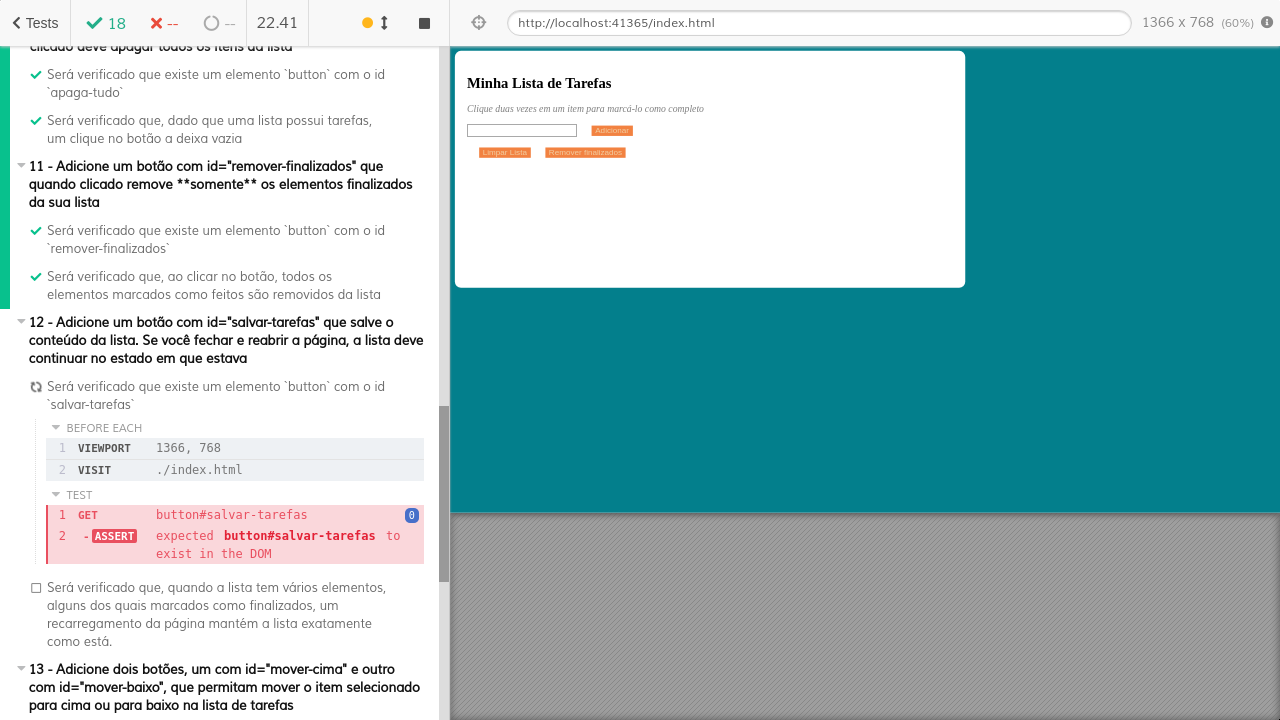 Tests
18
--
--
22.41
http://localhost:41365/index.html
1366 x 768 (60%)
clicado deve apagar todos os itens da lista
Será verificado que existe um elemento `button` com o id
`apaga-tudo`
Será verificado que, dado que uma lista possui tarefas,
um clique no botão a deixa vazia
11 - Adicione um botão com id="remover-finalizados" que
quando clicado remove **somente** os elementos finalizados
da sua lista
Será verificado que existe um elemento `button` com o id
`remover-finalizados`
Será verificado que, ao clicar no botão, todos os
elementos marcados como feitos são removidos da lista
12 - Adicione um botão com id="salvar-tarefas" que salve o
conteúdo da lista. Se você fechar e reabrir a página, a lista deve
continuar no estado em que estava
Será verificado que existe um elemento `button` com o id
`salvar-tarefas`
BEFORE EACH
1 VIEWPORT 1366, 768
2 VISIT ./index.html
TEST
1 GET button#salvar-tarefas 0
2 -ASSERT expected button#salvar-tarefas to
exist in the DOM
Será verificado que, quando a lista tem vários elementos,
alguns dos quais marcados como finalizados, um
recarregamento da página mantém a lista exatamente
como está.
13 - Adicione dois botões, um com id="mover-cima" e outro
com id="mover-baixo", que permitam mover o item selecionado
para cima ou para baixo na lista de tarefas
Minha Lista de Tarefas
Clique duas vezes em um item para marcá-lo como completo
Adicionar
Limpar Lista
Remover finalizados